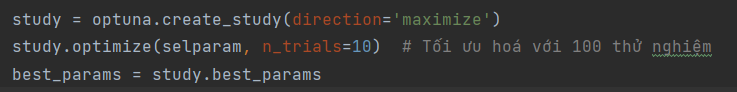 study = optuna.create_study(direction='maximize')
study.optimize(selparam, n_trials=10)  # Tối ưu hoá với 100 thử nghiệm
best_params = study.best_params